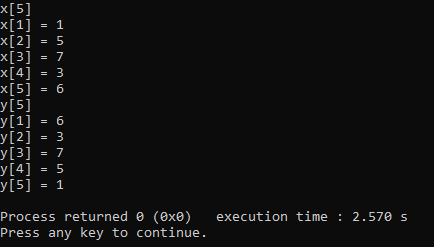 x[5]
x[1] = 1
x[2] = 5
x[3] = 7
x[4] = 3
x[5] = 6
y[5]
y[1] = 6
y[2] = 3
y[3] = 7
y[4] = 5
y[5] = 1
Process returned 0 (0x0)   execution time : 2.570 s
Press any key to continue.